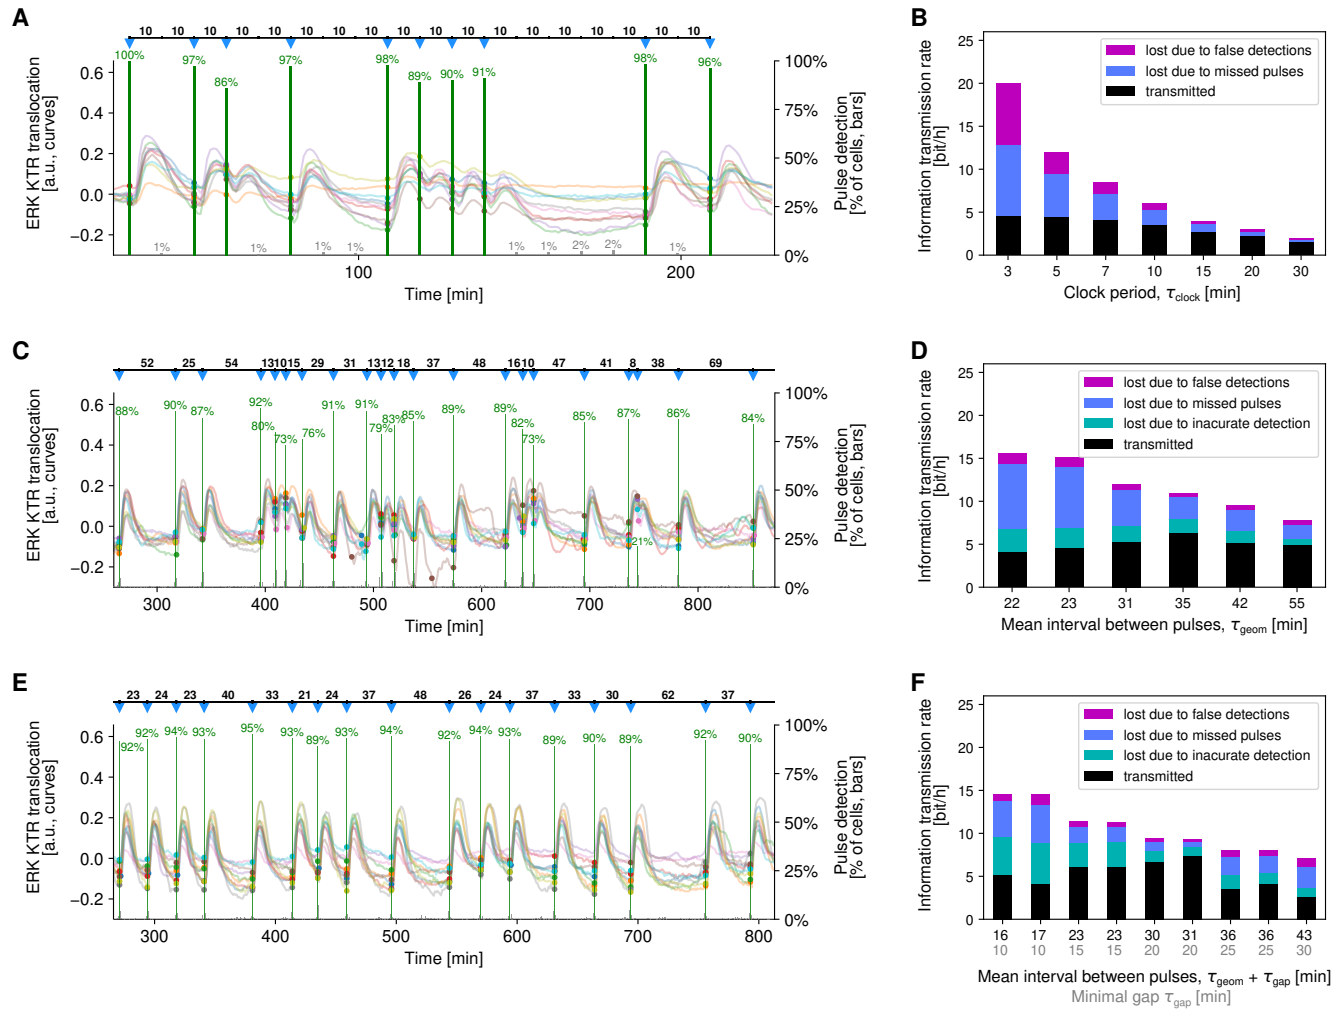 A
10 10 10 10 10 10 10 10 10 10 10 10 10 10 10 10 10 10
100% 97% 86% 97% 98% 89% 90% 91% 98% 96%
1% 1% 1% 1% 1% 1% 2% 2% 1%
0.6
0.4
0.2
0.0
−0.2
ERK KTR translocation
[a.u., curves]
100%
75%
50%
25%
0%
Pulse detection
[% of cells, bars]
100 200
Time [min]
B
25
20
15
10
5
0
Information transmission rate
[bit/h]
lost due to false detections
lost due to missed pulses
transmitted
3 5 7 10 15 20 30
Clock period, τclock [min]
C
52 25 54 13 10 15 29 31 13 12 18 37 48 16 10 47 41 8 38 69
88% 90% 87% 92% 80% 73% 76% 91% 91% 79% 83% 85% 89% 89% 82% 73% 85% 87% 21% 86% 84%
0.6
0.4
0.2
0.0
−0.2
ERK KTR translocation
[a.u., curves]
100%
75%
50%
25%
0%
Pulse detection
[% of cells, bars]
300 400 500 600 700 800
Time [min]
D
25
20
15
10
5
0
Information transmission rate
[bit/h]
lost due to false detections
lost due to missed pulses
lost due to inacurate detection
transmitted
22 23 31 35 42 55
Mean interval between pulses, τgeom [min]
E
23 24 23 40 33 21 24 37 48 26 24 37 33 30 62 37
92% 92% 94% 93% 95% 93% 89% 93% 94% 92% 94% 93% 89% 90% 89% 92% 90%
0.6
0.4
0.2
0.0
−0.2
ERK KTR translocation
[a.u., curves]
100%
75%
50%
25%
0%
Pulse detection
[% of cells, bars]
300 400 500 600 700 800
Time [min]
F
25
20
15
10
5
0
Information transmission rate
[bit/h]
lost due to false detections
lost due to missed pulses
lost due to inacurate detection
transmitted
16 17 23 23 30 31 36 36 43
10 10 15 15 20 20 25 25 30
Mean interval between pulses, τgeom + τgap [min]
Minimal gap τgap [min]